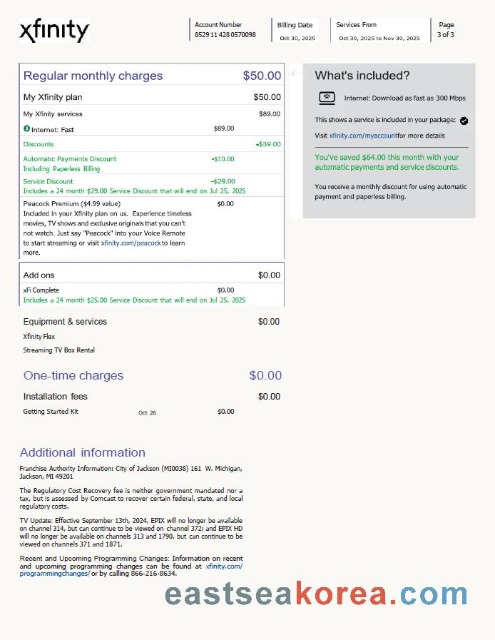 xfinity
Account Number
8529 11 428 0570098
Billing Date
Oct 30, 2025
Services From
Oct 30, 2025 to Nov 30, 2025
Page
3 of 3
Regular monthly charges $50.00
My Xfinity plan $50.00
My Xfinity services $89.00
Internet: Fast $89.00
Discounts -$39.00
Automatic Payments Discount -$10.00
Including Paperless Billing
Service Discount -$29.00
Includes a 24 month $29.00 Service Discount that will end on Jul 25, 2025
Peacock Premium ($4.99 value) $0.00
Included in your Xfinity plan on us. Experience timeless
movies, TV shows and exclusive originals that you can't
not watch. Just say "Peacock" into your Voice Remote
to start streaming or visit xfinity.com/peacock to learn
more.
Add ons $0.00
xFi Complete $0.00
Includes a 24 month $25.00 Service Discount that will end on Jul 25, 2025
Equipment & services $0.00
Xfinity Flex
Streaming TV Box Rental
One-time charges $0.00
Installation fees $0.00
Getting Started Kit Oct 26 $0.00
What's included?
Internet: Download as fast as 300 Mbps
This shows a service is included in your package:
Visit xfinity.com/myaccountfor more details
You've saved $64.00 this month with your
automatic payments and service discounts.
You receive a monthly discount for using automatic
payment and paperless billing.
Additional information
Franchise Authority Information: City of Jackson (MI0038) 161 W. Michigan,
Jackson, MI 49201
The Regulatory Cost Recovery fee is neither government mandated nor a
tax, but is assessed by Comcast to recover certain federal, state, and local
regulatory costs.
TV Update: Effective September 13th, 2024, EPIX will no longer be available
on channel 314, but can continue to be viewed on channel 372; and EPIX HD
will no longer be available on channels 313 and 1790, but can continue to be
viewed on channels 371 and 1871.
Recent and Upcoming Programming Changes: Information on recent
and upcoming programming changes can be found at xfinity.com/
programmingchanges/ or by calling 866-216-8634.
eastseakorea.com